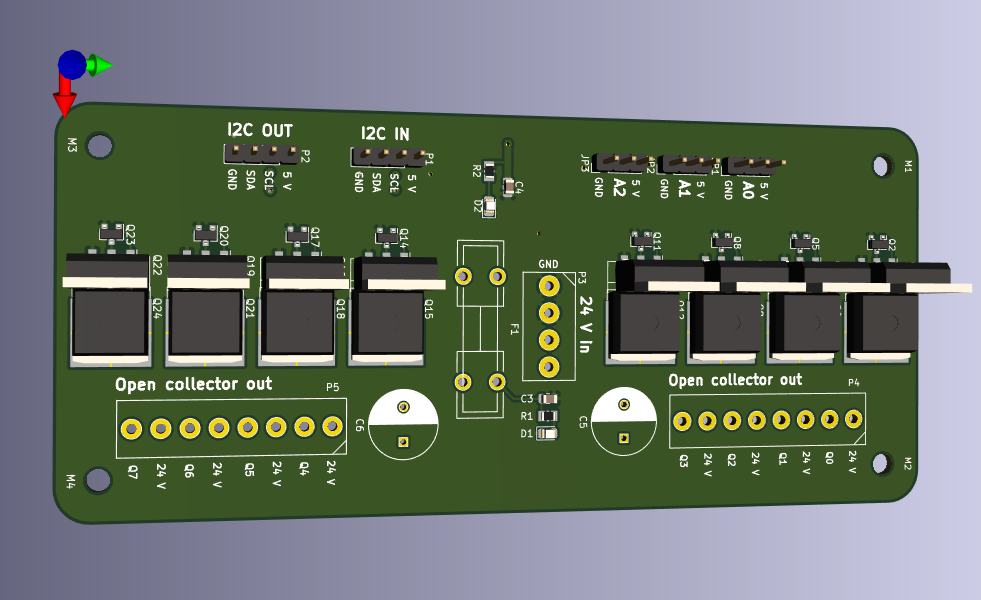 I2C OUT
I2C IN
M3
P2
P1
GND
SDA
SCL
5 V
GND
SDA
SCL
5 V
R2
C4
D2
JP3
GND
A2
5 V
GND
A1
5 V
GND
A0
5 V
M1
Q23
Q20
Q17
Q14
Q11
Q8
Q5
Q2
Q22
Q24
Q19
Q21
Q18
Q15
F1
GND
P3
24 V In
Open collector out
P5
C6
C3
R1
D1
C5
Open collector out
P4
Q7
24 V
Q6
24 V
Q5
24 V
Q4
24 V
Q3
24 V
Q2
24 V
Q1
24 V
Q0
24 V
M4
M2